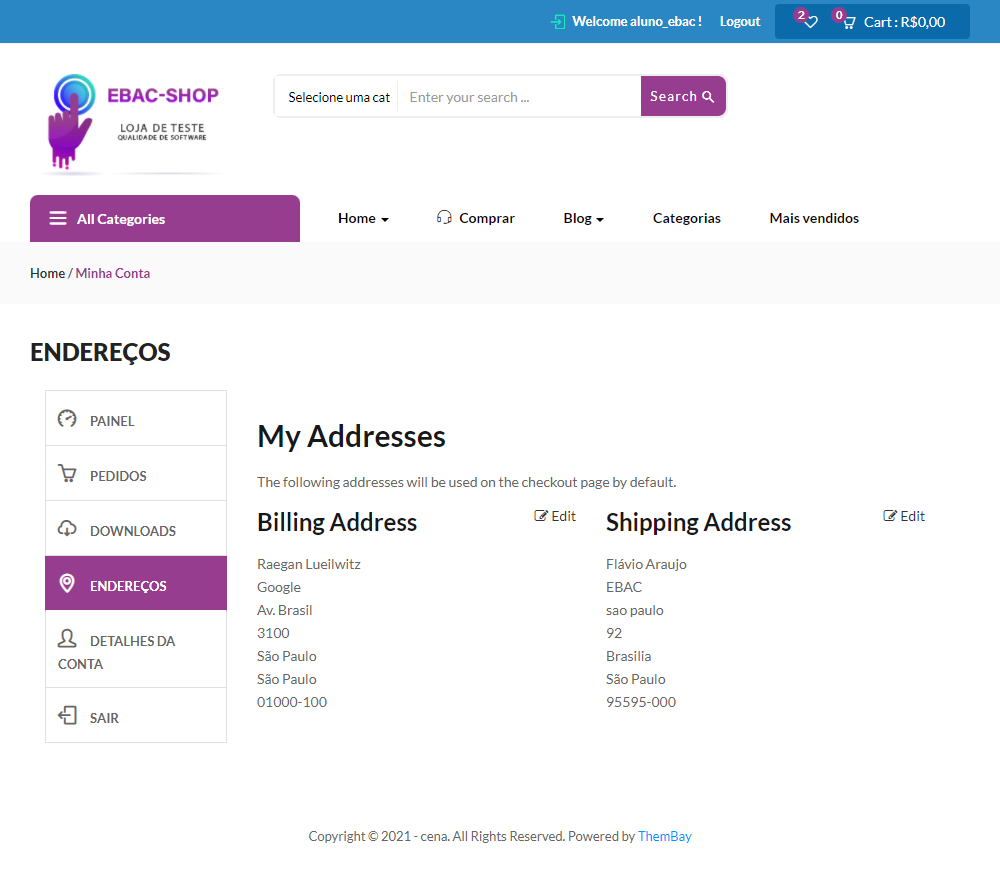 Welcome aluno_ebac ! Logout 2 0 Cart : R$0,00
EBAC-SHOP
LOJA DE TESTE
QUALIDADE DE SOFTWARE
Selecione uma cat Enter your search ... Search
All Categories Home Comprar Blog Categorias Mais vendidos
Home / Minha Conta
ENDEREÇOS
PAINEL
PEDIDOS
DOWNLOADS
ENDEREÇOS
DETALHES DA
CONTA
SAIR
My Addresses
The following addresses will be used on the checkout page by default.
Billing Address Edit
Raegan Lueilwitz
Google
Av. Brasil
3100
São Paulo
São Paulo
01000-100
Shipping Address Edit
Flávio Araujo
EBAC
sao paulo
92
Brasilia
São Paulo
95595-000
Copyright © 2021 - cena. All Rights Reserved. Powered by ThemBay